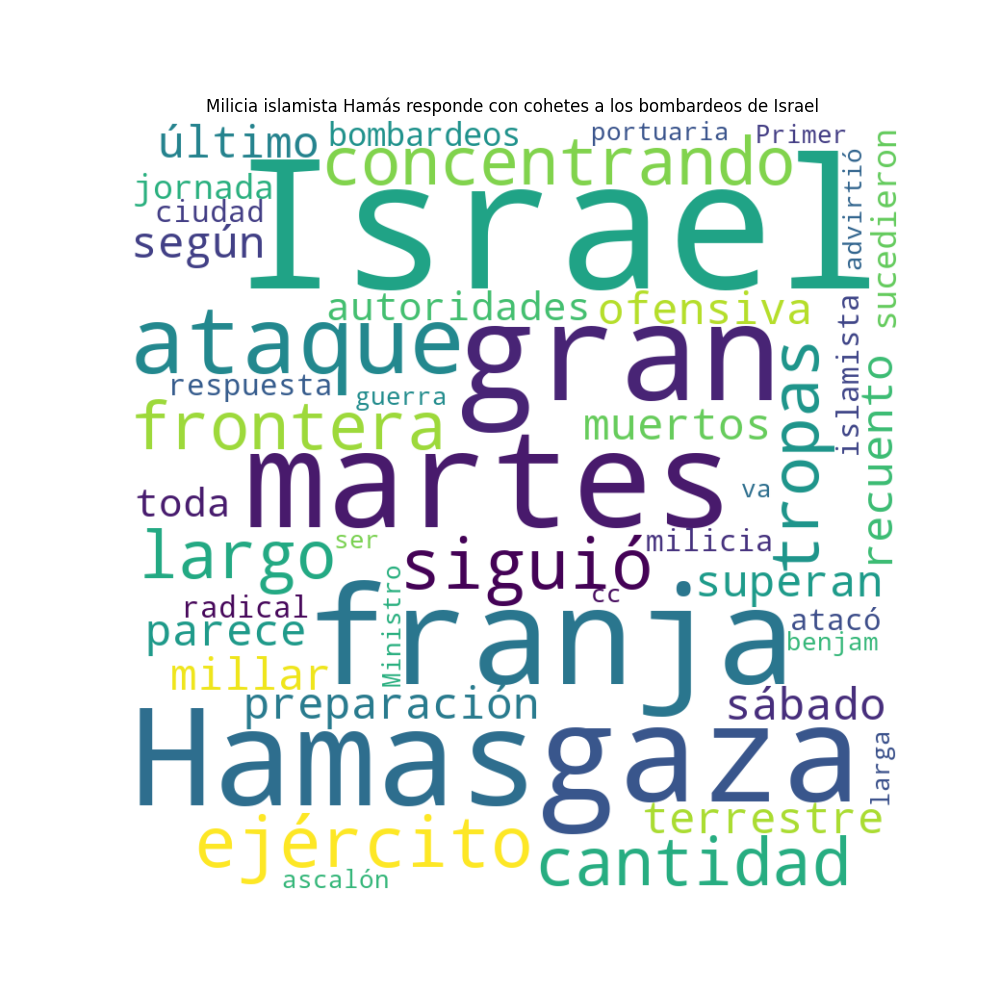 Milicia islamista Hamás responde con cohetes a los bombardeos de Israel
último
bombardeos
portuaria
Primer
concentrando
jornada
ciudad
según
Israel
advirtió
sucedieron
autoridades
ofensiva
ataque
gran
respuesta
guerra
frontera
muertos
tropas
islamista
recuento
martes
toda
va
largo
ser
siguió
milicia
superan
cc
radical
franja
parece
Ministro
atacó
benjam
millar
preparación
sábado
Hamas
gaza
larga
ejército
terrestre
cantidad
ascalón